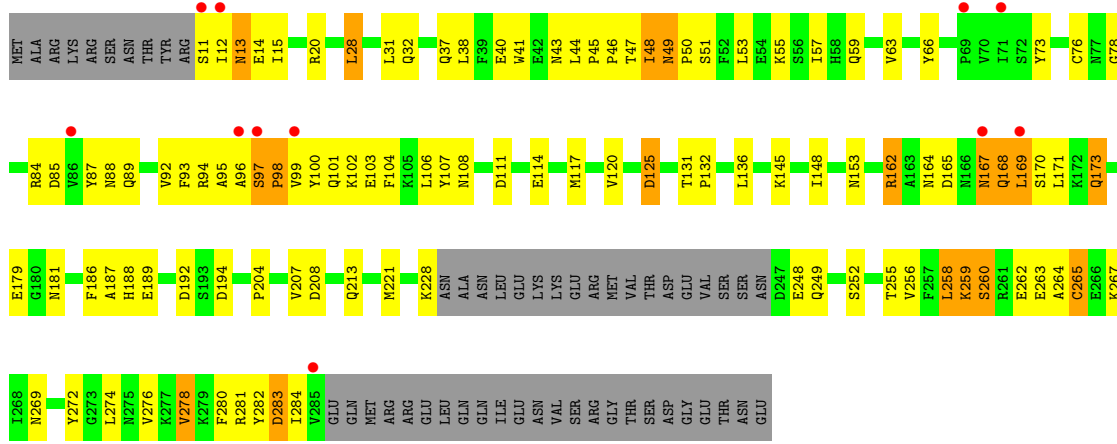 MET ALA ARG LYS ARG SER ASN THR TYR ARG S11 I12 N13 E14 I15 R20 L28 L31 Q32 Q37 L38 F39 E40 W41 E42 N43 L44 P45 P46 T47 I48 N49 P50 S51 F52 L53 E54 K55 S56 I57 H58 Q59 V63 Y66 P69 V70 I71 S72 Y73 C76 N77 G78
R84 D85 V86 Y87 N88 Q89 V92 F93 R94 A95 A96 S97 P98 V99 Y100 Q101 K102 E103 F104 K105 L106 Y107 N108 D111 E114 M117 V120 D125 T131 P132 L136 K145 I148 N153 R162 A163 N164 D165 N166 N167 Q168 L169 S170 L171 K172 Q173
E179 G180 N181 F186 A187 H188 E189 D192 S193 D194 P204 V207 D208 Q213 M221 K228 ASN ALA ASN LEU GLU LYS LYS GLU ARG MET VAL THR ASP GLU VAL SER SER ASN D247 E248 Q249 S252 T255 V256 F257 L258 K259 S260 R261 E262 E263 A264 C265 E266 K267
I268 N269 Y272 G273 L274 N275 V276 K277 V278 K279 F280 R281 Y282 D283 I284 V285 GLU GLN MET ARG ARG GLU LEU GLN GLN ILE GLU ASN VAL SER ARG GLY THR SER ASP GLY GLU THR ASN GLU